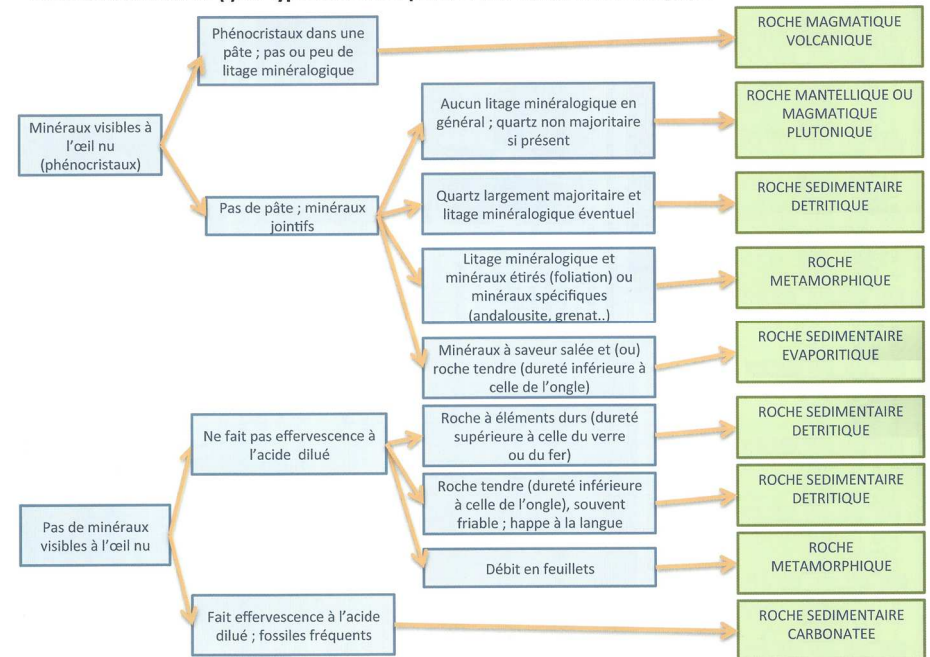 Phénocristaux dans une
pâte ; pas ou peu de
litage minéralogique
ROCHE MAGMATIQUE
VOLCANIQUE
Minéraux visibles à
l'œil nu
(phénocristaux)
Aucun litage minéralogique en
général ; quartz non majoritaire
si présent
ROCHE MANTELLIQUE OU
MAGMATIQUE
PLUTONIQUE
Pas de pâte ; minéraux
jointifs
Quartz largement majoritaire et
litage minéralogique éventuel
ROCHE SEDIMENTAIRE
DETRITIQUE
Litage minéralogique et
minéraux étirés (foliation) ou
minéraux spécifiques
(andalousite, grenat..)
ROCHE
METAMORPHIQUE
Minéraux à saveur salée et (ou)
roche tendre (dureté inférieure à
celle de l'ongle)
ROCHE SEDIMENTAIRE
EVAPORITIQUE
Ne fait pas effervescence à
l'acide dilué
Roche à éléments durs (dureté
supérieure à celle du verre
ou du fer)
ROCHE SEDIMENTAIRE
DETRITIQUE
Roche tendre (dureté inférieure
à celle de l'ongle), souvent
friable ; happe à la langue
ROCHE SEDIMENTAIRE
DETRITIQUE
Pas de minéraux
visibles à l'œil nu
Débit en feuillets
ROCHE
METAMORPHIQUE
Fait effervescence à l'acide
dilué ; fossiles fréquents
ROCHE SEDIMENTAIRE
CARBONATEE